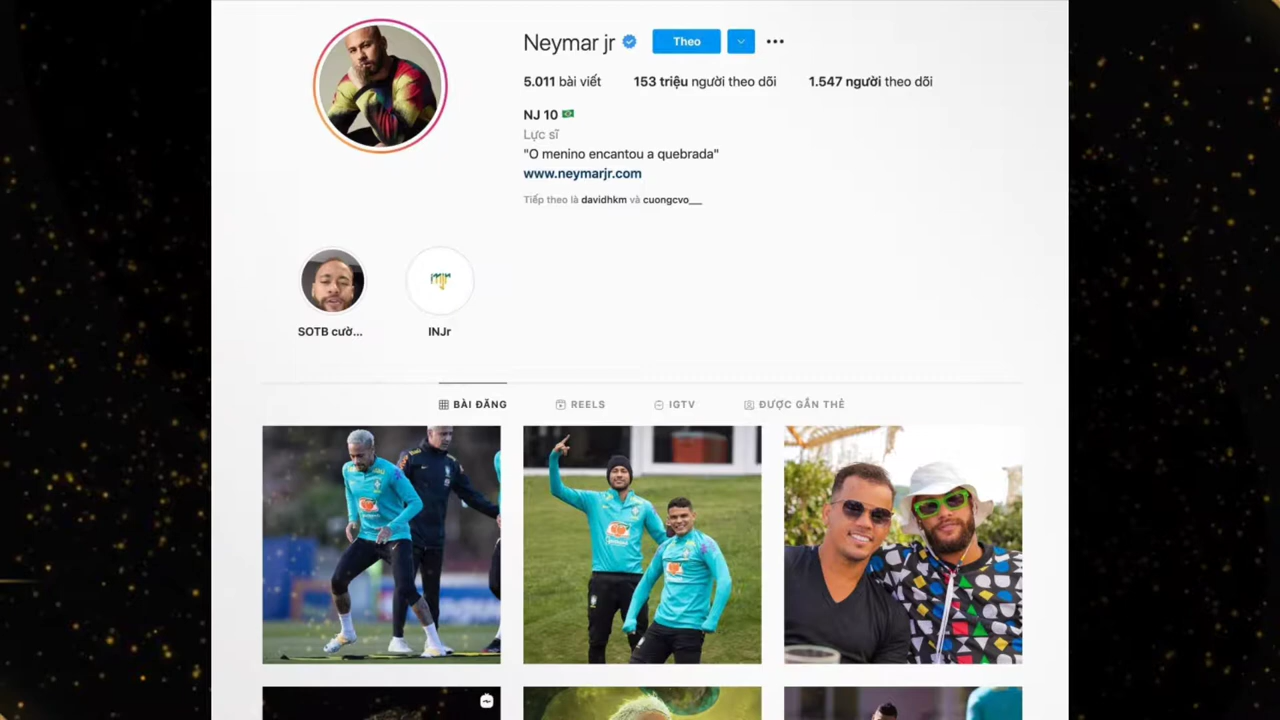 Neymar jr Theo
5.011 bài viết 153 triệu người theo dõi 1.547 người theo dõi
NJ 10
Lực sĩ
"O menino encantou a quebrada"
www.neymarjr.com
Tiếp theo là davidhkm và cuongcvo___
SOTB cườ... INJr
BÀI ĐĂNG REELS IGTV ĐƯỢC GẮN THẺ